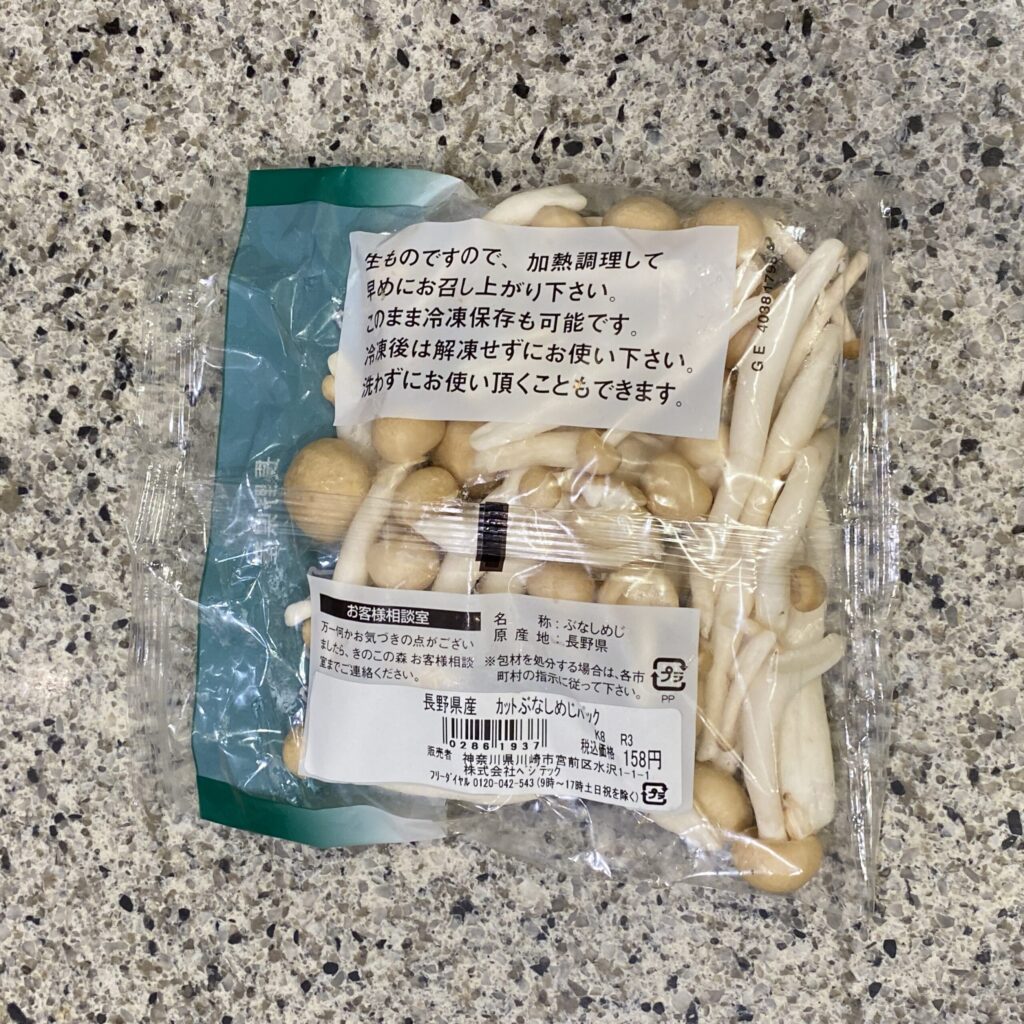 生ものですので、加熱調理して
早めにお召し上がり下さい。
このまま冷凍保存も可能です。
冷凍後は解凍せずにお使い下さい。
洗わずにお使い頂くこともできます。
お客様相談室
万一何かお気づきの点がござい
ましたら、きのこの森 お客様相談
室までご連絡ください。
名 称:ぶなしめじ
原 産 地:長野県
※包材を処分する場合は、各市
町村の指示に従って下さい。
プラ
PP
長野県産 カットぶなしめじパック
K8 R3
02861937
税込価格 158円
販売者 神奈川県川崎市宮前区水沢1-1-1
株式会社ベジテック
フリーダイヤル 0120-042-543 (9時〜17時土日祝を除く)
プラ